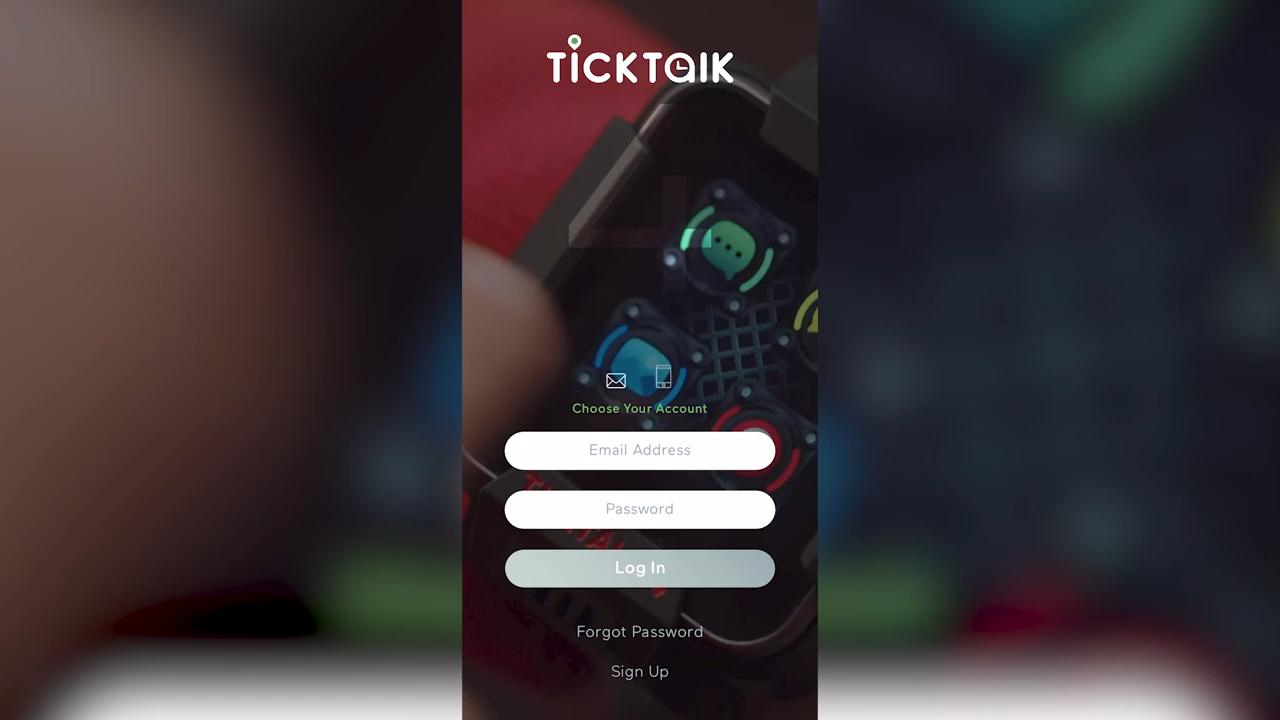 TICKTALK
Choose Your Account
Email Address
Password
Log In
Forgot Password
Sign Up